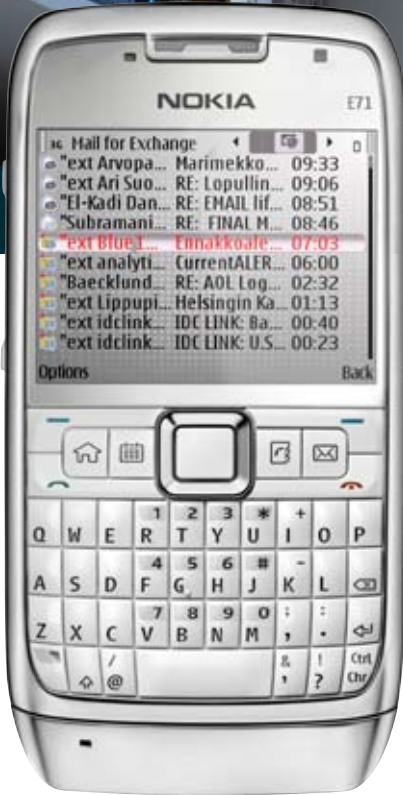 NOKIA E71
3G Mail for Exchange
"ext Arvopa... Marimekko... 09:33
"ext Ari Suo... RE: Lopullin... 09:06
"El-Kadi Dan... RE: EMAIL lif... 08:51
"Subramani... RE: FINAL M... 08:46
"ext Blue1... Ennakkoale... 07:03
"ext analyti... CurrentALER... 06:00
"Baecklund... RE: AOL Log... 02:32
"ext Lippupi... Helsingin Ka... 01:13
"ext idclink... IDC LINK: Ba... 00:40
"ext idclink... IDC LINK: U.S... 00:23
Options Back
1 2 3 * +
Q W E R T Y U I O P
4 5 6 # -
A S D F G H J K L
7 8 9 0 ; :
Z X C V B N M , .
/ & ! Ctrl
@ ' ? Chr